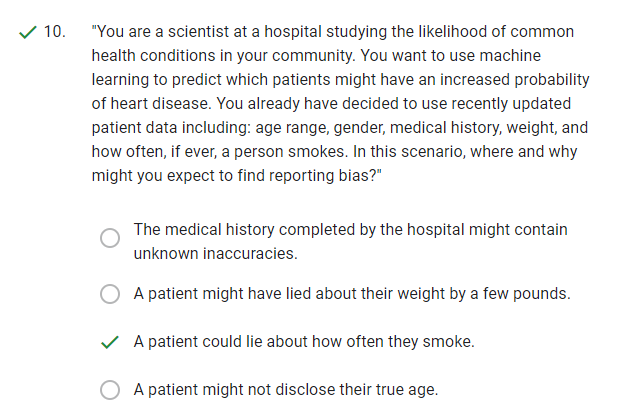 10. "You are a scientist at a hospital studying the likelihood of common
health conditions in your community. You want to use machine
learning to predict which patients might have an increased probability
of heart disease. You already have decided to use recently updated
patient data including: age range, gender, medical history, weight, and
how often, if ever, a person smokes. In this scenario, where and why
might you expect to find reporting bias?"
The medical history completed by the hospital might contain
unknown inaccuracies.
A patient might have lied about their weight by a few pounds.
A patient could lie about how often they smoke.
A patient might not disclose their true age.